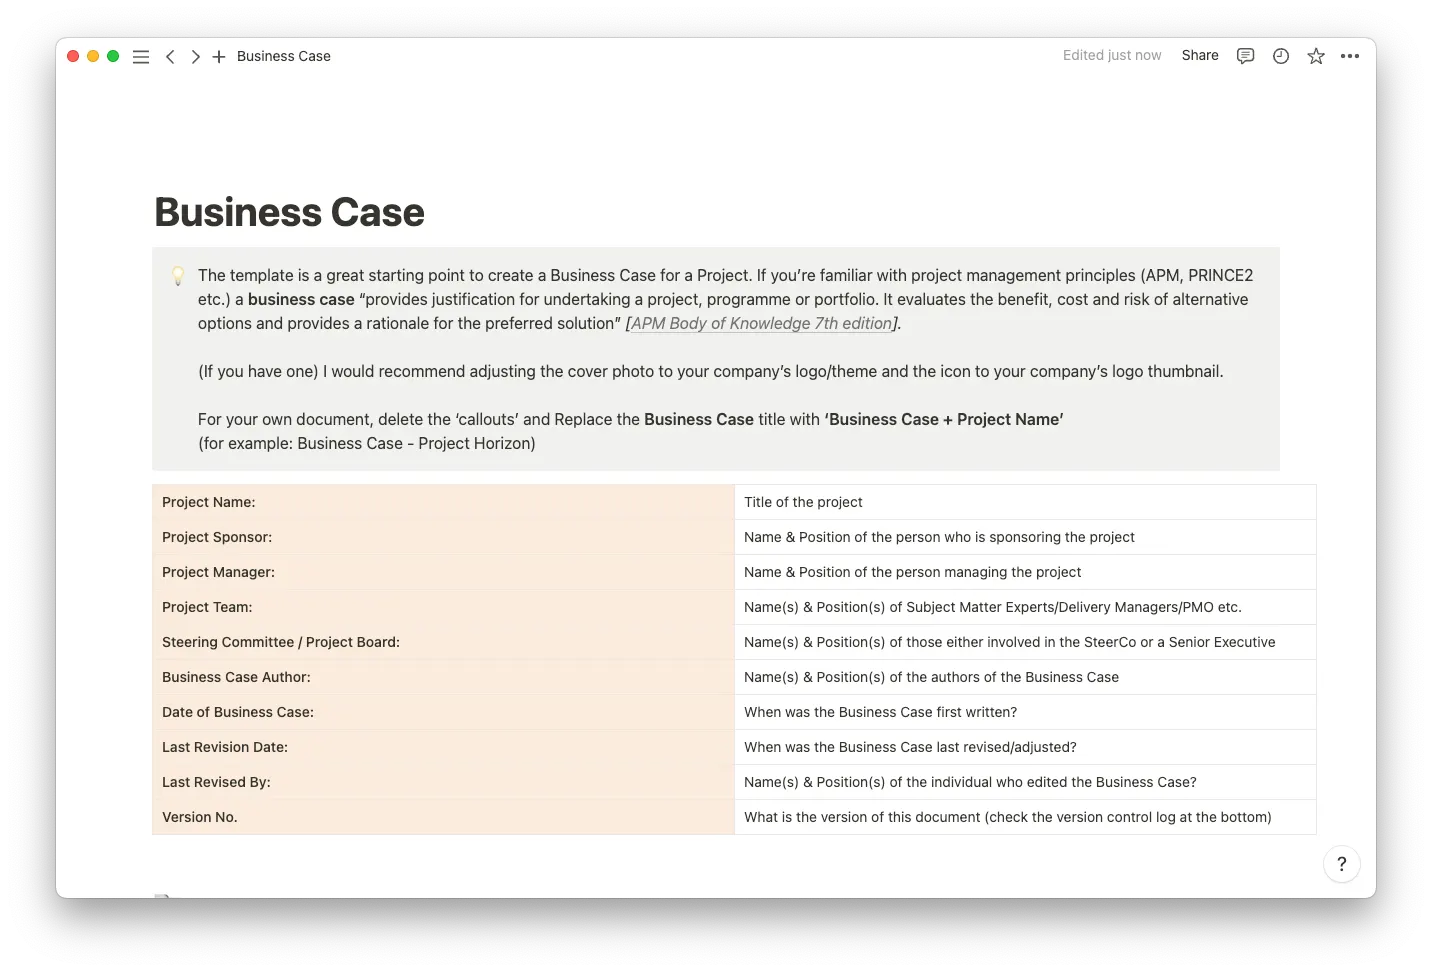 Business Case
Edited just now
Share
Business Case
The template is a great starting point to create a Business Case for a Project. If you’re familiar with project management principles (APM, PRINCE2
etc.) a business case “provides justification for undertaking a project, programme or portfolio. It evaluates the benefit, cost and risk of alternative
options and provides a rationale for the preferred solution” [APM Body of Knowledge 7th edition].
(If you have one) I would recommend adjusting the cover photo to your company’s logo/theme and the icon to your company’s logo thumbnail.
For your own document, delete the ‘callouts’ and Replace the Business Case title with ‘Business Case + Project Name’
(for example: Business Case - Project Horizon)
Project Name: Title of the project
Project Sponsor: Name & Position of the person who is sponsoring the project
Project Manager: Name & Position of the person managing the project
Project Team: Name(s) & Position(s) of Subject Matter Experts/Delivery Managers/PMO etc.
Steering Committee / Project Board: Name(s) & Position(s) of those either involved in the SteerCo or a Senior Executive
Business Case Author: Name(s) & Position(s) of the authors of the Business Case
Date of Business Case: When was the Business Case first written?
Last Revision Date: When was the Business Case last revised/adjusted?
Last Revised By: Name(s) & Position(s) of the individual who edited the Business Case?
Version No. What is the version of this document (check the version control log at the bottom)
?